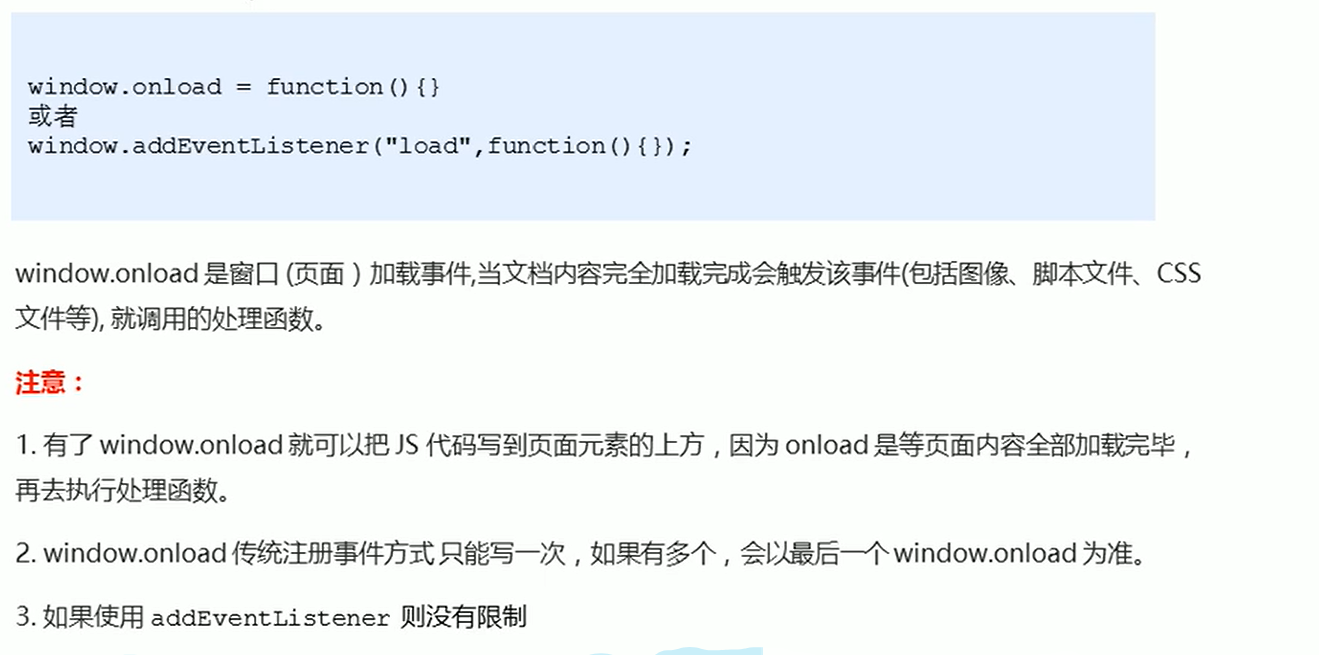 window.onload = function(){}
或者
window.addEventListener("load",function(){});
window.onload 是窗口 (页面）加载事件,当文档内容完全加载完成会触发该事件(包括图像、脚本文件、CSS
文件等), 就调用的处理函数。
注意：
1. 有了 window.onload 就可以把 JS 代码写到页面元素的上方，因为 onload 是等页面内容全部加载完毕，
再去执行处理函数。
2. window.onload 传统注册事件方式 只能写一次，如果有多个，会以最后一个 window.onload 为准。
3. 如果使用 addEventListener 则没有限制